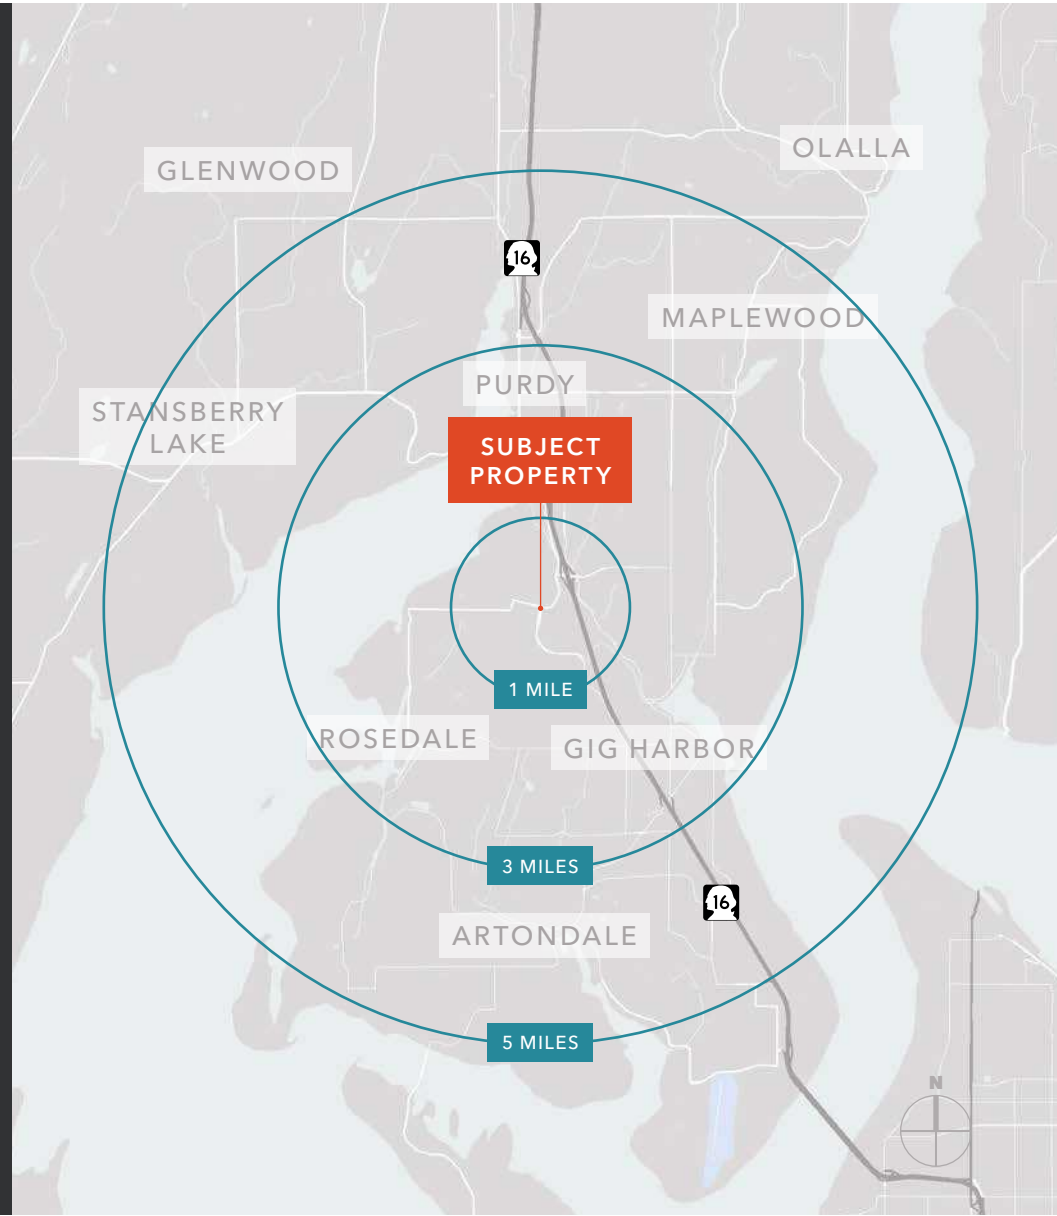 OLALLA
GLENWOOD
16
MAPLEWOOD
PURDY
STANSBERRY
LAKE
SUBJECT
PROPERTY
1 MILE
ROSEDALE
GIG HARBOR
3 MILES
16
ARTONDALE
5 MILES
N